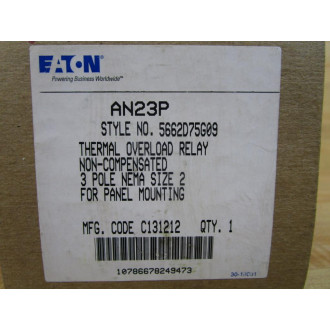 EATON
Powering Business Worldwide
AN23P
STYLE NO. 5662D75G09
THERMAL OVERLOAD RELAY
NON-COMPENSATED
3 POLE NEMA SIZE 2
FOR PANEL MOUNTING
MFG. CODE C131212 QTY. 1
10786678249473